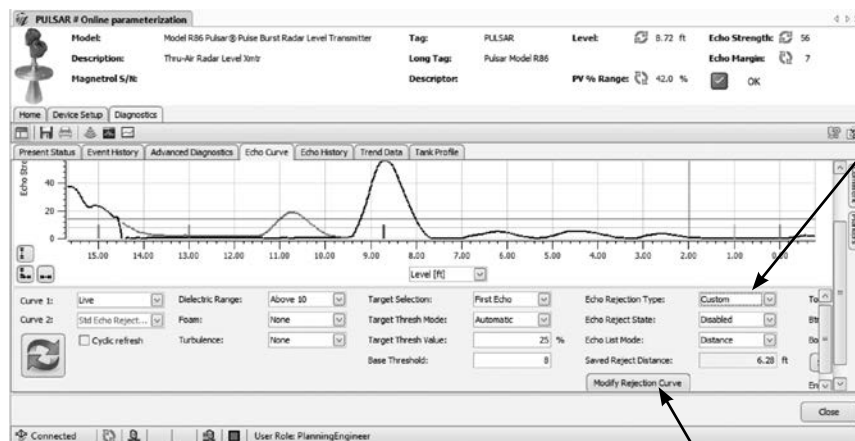 PULSAR # Online parameterization
Model: Model R86 Pulsar® Pulse Burst Radar Level Transmitter Tag: PULSAR Level: 8.72 ft Echo Strength: 56
Description: Thru-Air Radar Level Xmtr Long Tag: Pulsar Model R86 Echo Margin: 7
Magnetrol S/N: Descriptor: PV % Range: 42.0 % OK
Home Device Setup Diagnostics
Present Status Event History Advanced Diagnostics Echo Curve Echo History Trend Data Tank Profile
Echo Stre
40
20
0
15.00 14.00 13.00 12.00 11.00 10.00 9.00 8.00 7.00 6.00 5.00 4.00 3.00 2.00 1.00 0.00
Level [ft]
Curve 1: Live Dielectric Range: Above 10 Target Selection: First Echo Echo Rejection Type: Custom To
Curve 2: Std Echo Reject... Foam: None Target Thresh Mode: Automatic Echo Reject State: Disabled
Cyclic refresh Turbulence: None Target Thresh Value: 25 % Echo List Mode: Distance Bo
Base Threshold: 8 Saved Reject Distance: 6.28 ft
Modify Rejection Curve
Close
Connected User Role: PlanningEngineer